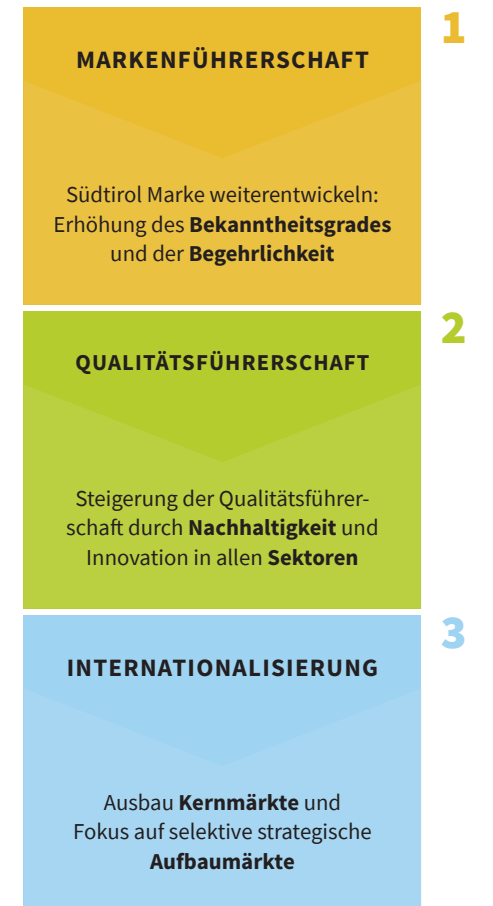 1
MARKENFÜHRERSCHAFT
Südtirol Marke weiterentwickeln:
Erhöhung des Bekanntheitsgrades
und der Begehrlichkeit
2
QUALITÄTSFÜHRERSCHAFT
Steigerung der Qualitätsführer-
schaft durch Nachhaltigkeit und
Innovation in allen Sektoren
3
INTERNATIONALISIERUNG
Ausbau Kernmärkte und
Fokus auf selektive strategische
Aufbaumärkte